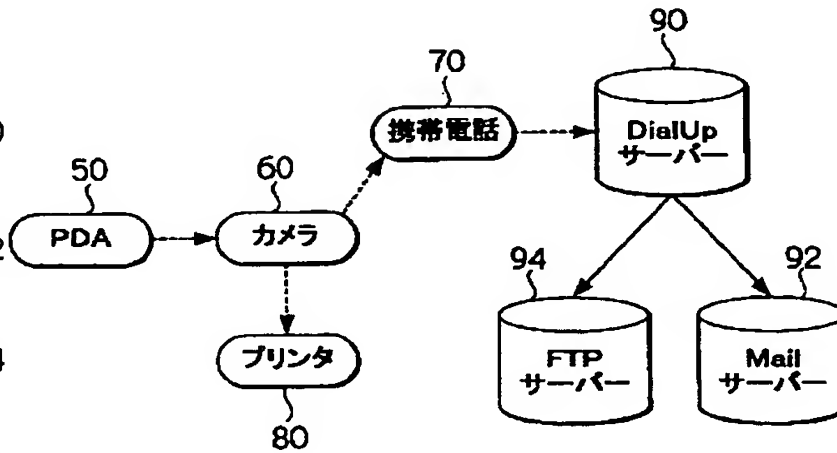 90
70
DialUp
サーバー
携帯電話
50
60
PDA
カメラ
94
92
プリンタ
FTP
サーバー
Mail
サーバー
80